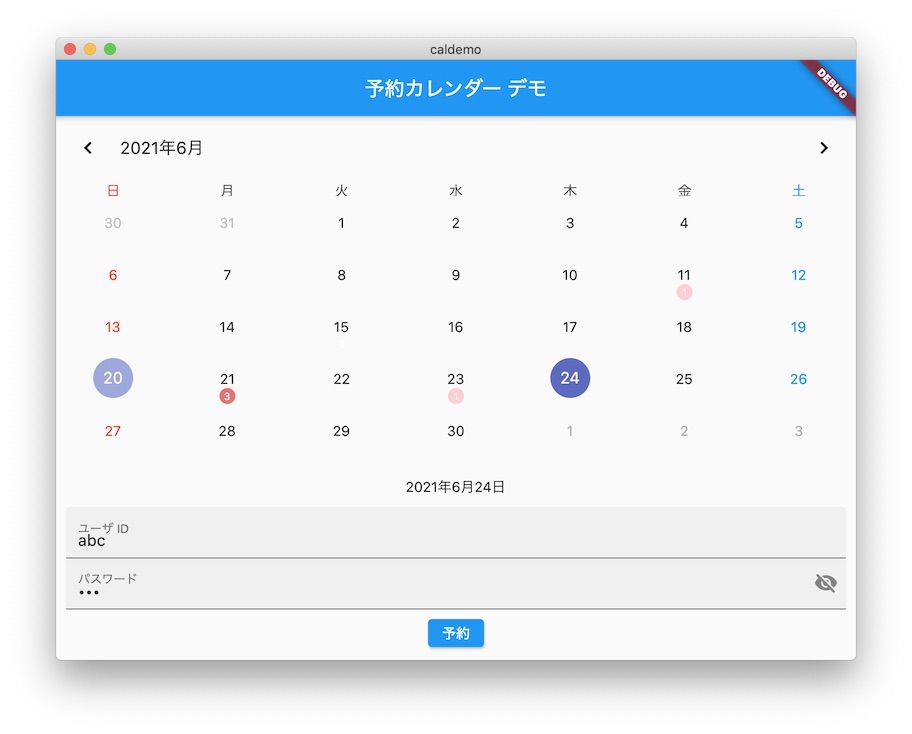 caldemo
予約カレンダー デモ
DEBUG
2021年6月
日 月 火 水 木 金 土
30 31 1 2 3 4 5
6 7 8 9 10 11 12
1
13 14 15 16 17 18 19
20 21 22 23 24 25 26
3 1
27 28 29 30 1 2 3
2021年6月24日
ユーザ ID
abc
パスワード
•••
予約